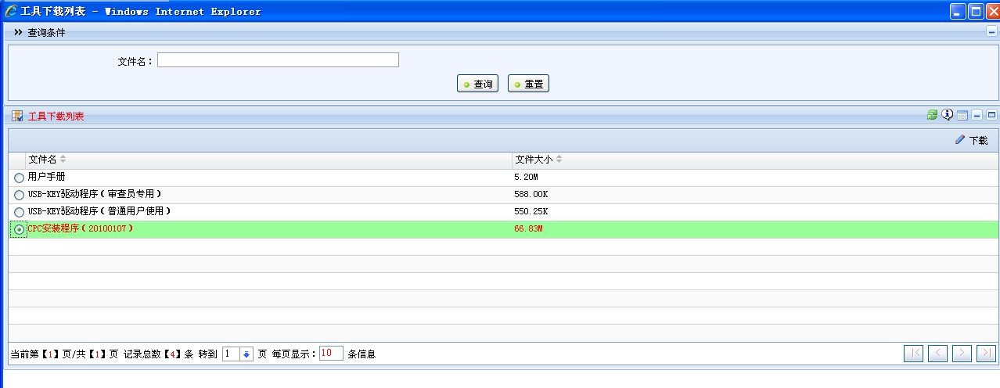 工具下载列表 - Windows Internet Explorer
查询条件
文件名：
查询 重置
工具下载列表
下载
文件名 文件大小
用户手册 5.20M
USB-KEY驱动程序（审查员专用） 588.00K
USB-KEY驱动程序（普通用户使用） 550.25K
CPC安装程序（20100107） 66.83M
当前第【1】页/共【1】页 记录总数【4】条 转到 1 页 每页显示：10 条信息